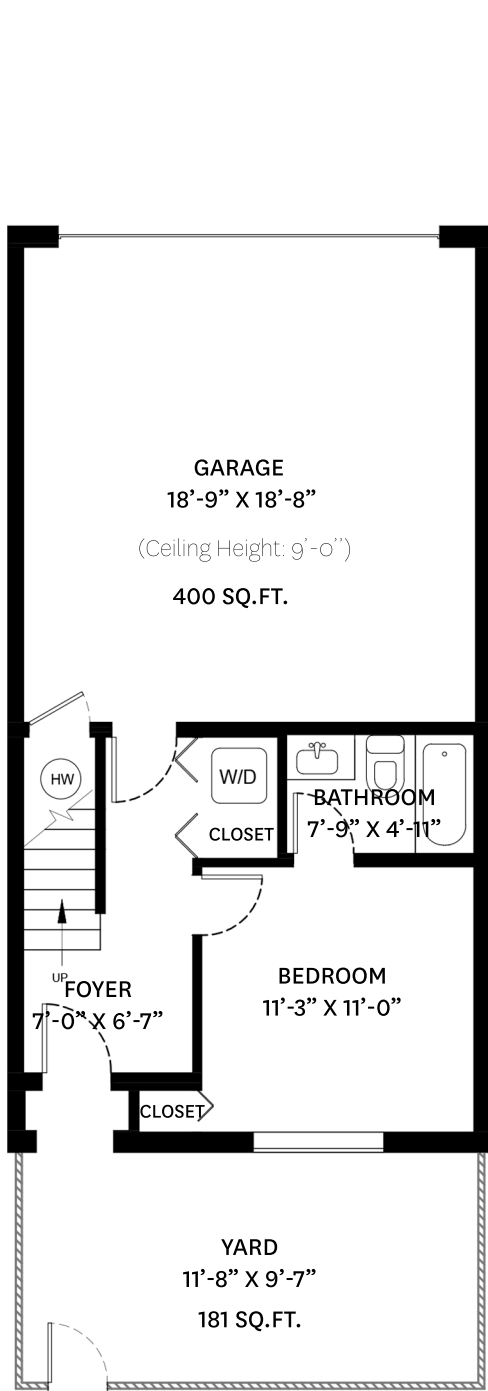 GARAGE
18’-9” X 18’-8”
(Ceiling Height: 9’-0’’)
400 SQ.FT.
HW
W/D
CLOSET
BATHROOM
7’-9” X 4’-11”
UP
FOYER
7’-0” X 6’-7”
BEDROOM
11’-3” X 11’-0”
CLOSET
YARD
11’-8” X 9’-7”
181 SQ.FT.